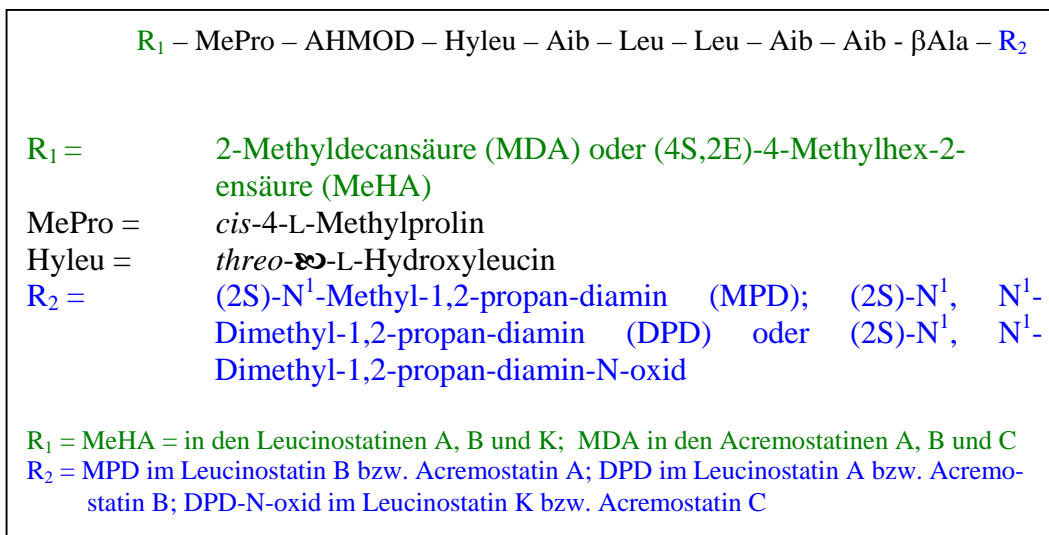 R₁ – MePro – AHMOD – Hyleu – Aib – Leu – Leu – Aib – Aib - βAla – R₂
R₁ = 2-Methyldecansäure (MDA) oder (4S,2E)-4-Methylhex-2-
ensäure (MeHA)
MePro = cis-4-L-Methylprolin
Hyleu = threo-L-Hydroxyleucin
R₂ = (2S)-N¹-Methyl-1,2-propan-diamin (MPD); (2S)-N¹, N¹-
Dimethyl-1,2-propan-diamin (DPD) oder (2S)-N¹, N¹-
Dimethyl-1,2-propan-diamin-N-oxid
R₁ = MeHA = in den Leucinostatinen A, B und K; MDA in den Acremostatinen A, B und C
R₂ = MPD im Leucinostatin B bzw. Acremostatin A; DPD im Leucinostatin A bzw. Acremo-
statin B; DPD-N-oxid im Leucinostatin K bzw. Acremostatin C